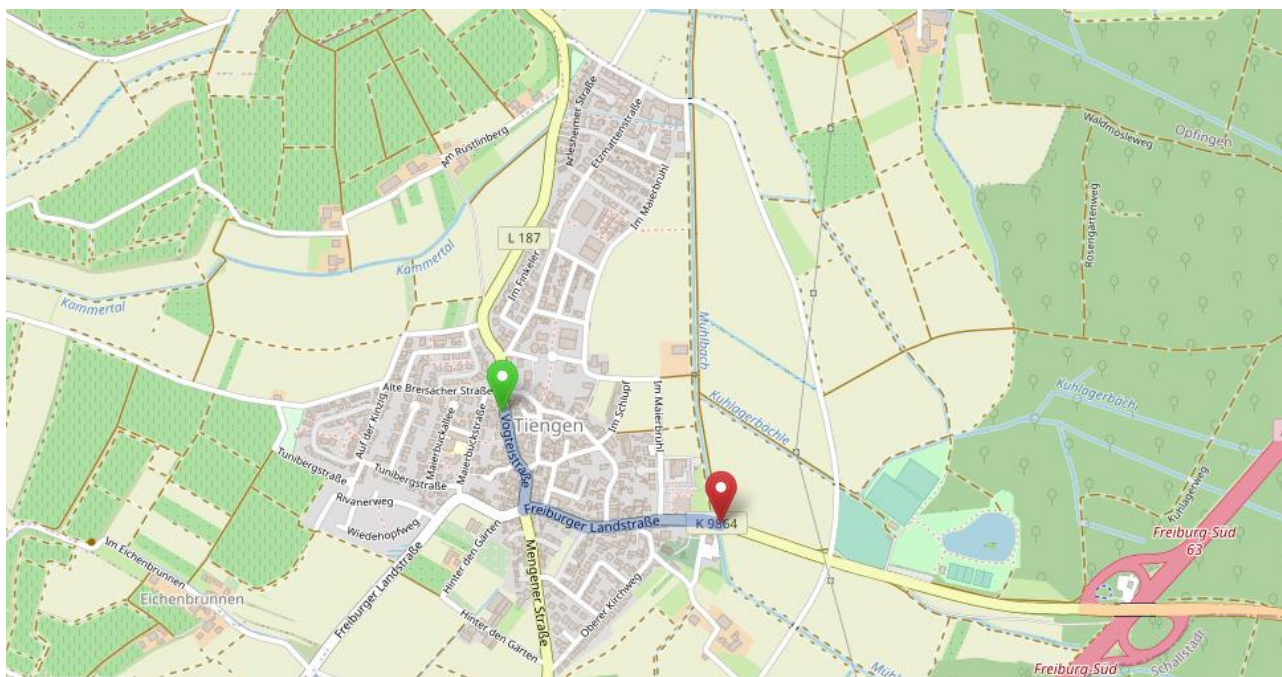 Am Rüstlinberg
Arlesheimer Straße
Etzmattenstraße
Im Maierbrühl
Waldmösleweg
Opfingen
Rosengartenweg
L 187
Kammertal
Kammertal
Im Finkeler
Mühlbach
Alte Breisacher Straße
Auf der Kinzig
Maierbuckallee
Maierbuckstraße
Vogteistraße
Tiengen
Im Schlupf
Im Maierbrühl
Kuhlagerbächle
Kuhlagerbächl
Kuhlagerweg
Tunibergstraße
Tunibergstraße
Rivanerweg
Wiedehopfweg
Freiburger Landstraße
K 9864
Freiburg-Süd
63
Am Eichenbrunnen
Eichenbrunnen
Freiburger Landstraße
Hinter den Gärten
Hinter den Gärten
Mengener Straße
Oberer Kirchweg
Schallstadt
Freiburg-Süd